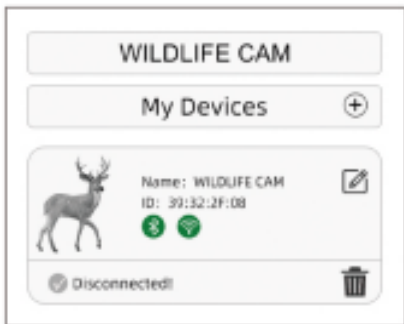 WILDLIFE CAM
My Devices
Name: WILDLIFE CAM
ID: 39:32:2F:08
Disconnected!